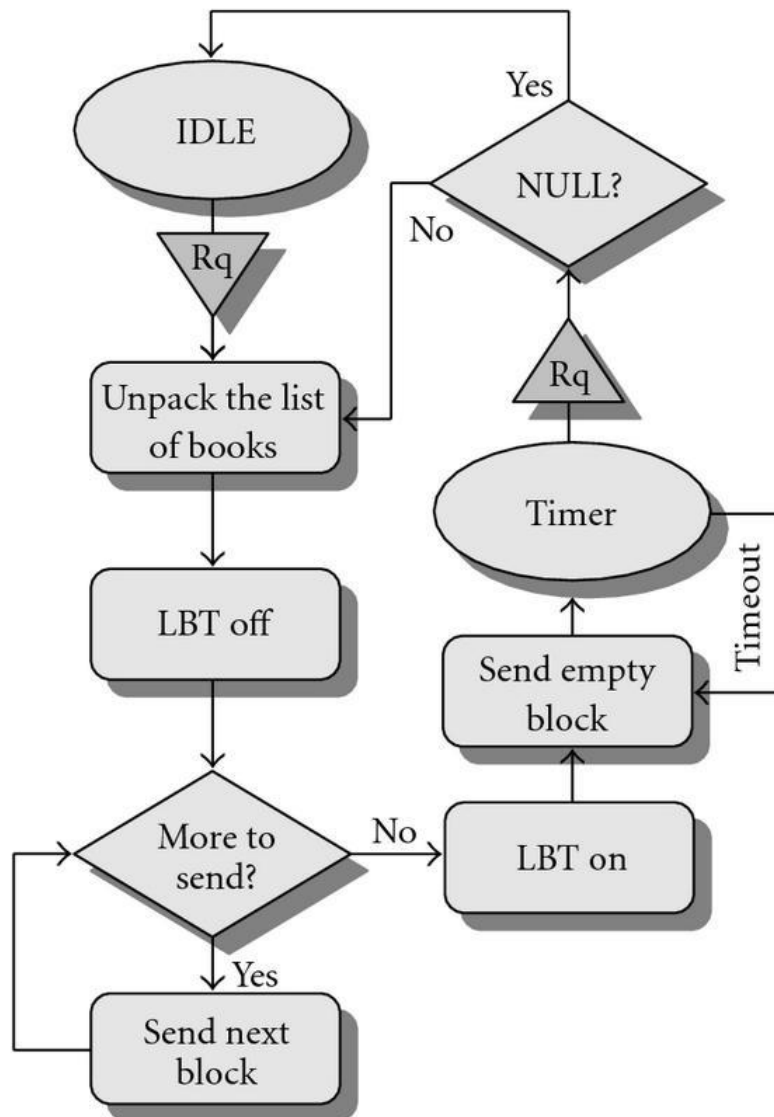 Yes
IDLE
NULL?
No
Rq
Rq
Unpack the list
of books
Timer
Timeout
LBT off
Send empty
block
More to
send?
No
LBT on
Yes
Send next
block